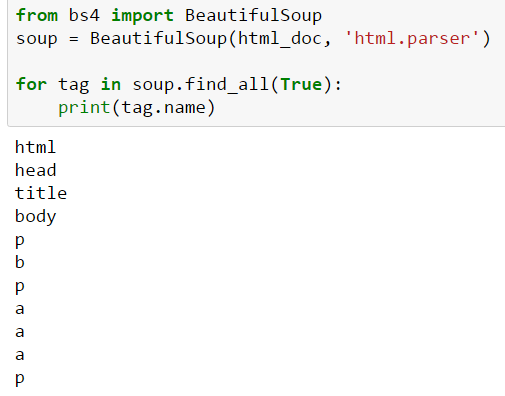 from bs4 import BeautifulSoup
soup = BeautifulSoup(html_doc, 'html.parser')
for tag in soup.find_all(True):
    print(tag.name)
html
head
title
body
p
b
p
a
a
a
p